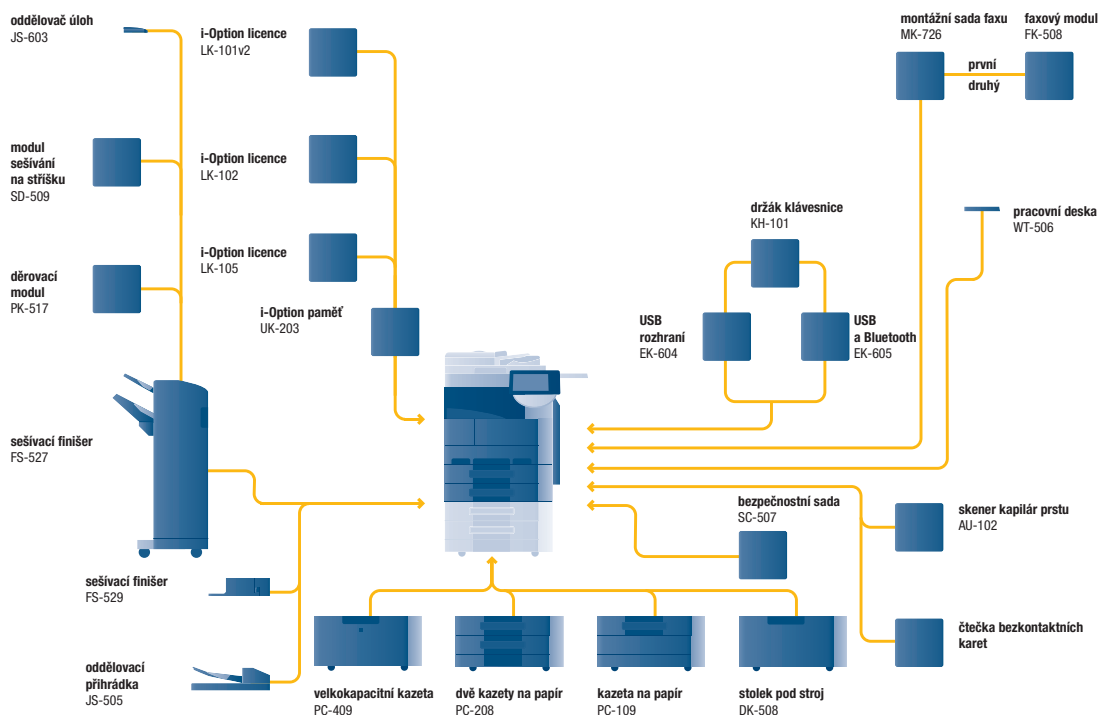 oddělovač úloh
JS-603
modul
sešívání
na stříšku
SD-509
děrovací
modul
PK-517
sešívací finišer
FS-527
sešívací finišer
FS-529
oddělovací
přihrádka
JS-505
i-Option licence
LK-101v2
i-Option licence
LK-102
i-Option licence
LK-105
i-Option paměť
UK-203
montážní sada faxu
MK-726
první
druhý
faxový modul
FK-508
držák klávesnice
KH-101
USB
rozhraní
EK-604
USB
a Bluetooth
EK-605
pracovní deska
WT-506
bezpečnostní sada
SC-507
skener kapilár prstu
AU-102
čtečka bezkontaktních
karet
velkokapacitní kazeta
PC-409
dvě kazety na papír
PC-208
kazeta na papír
PC-109
stolek pod stroj
DK-508